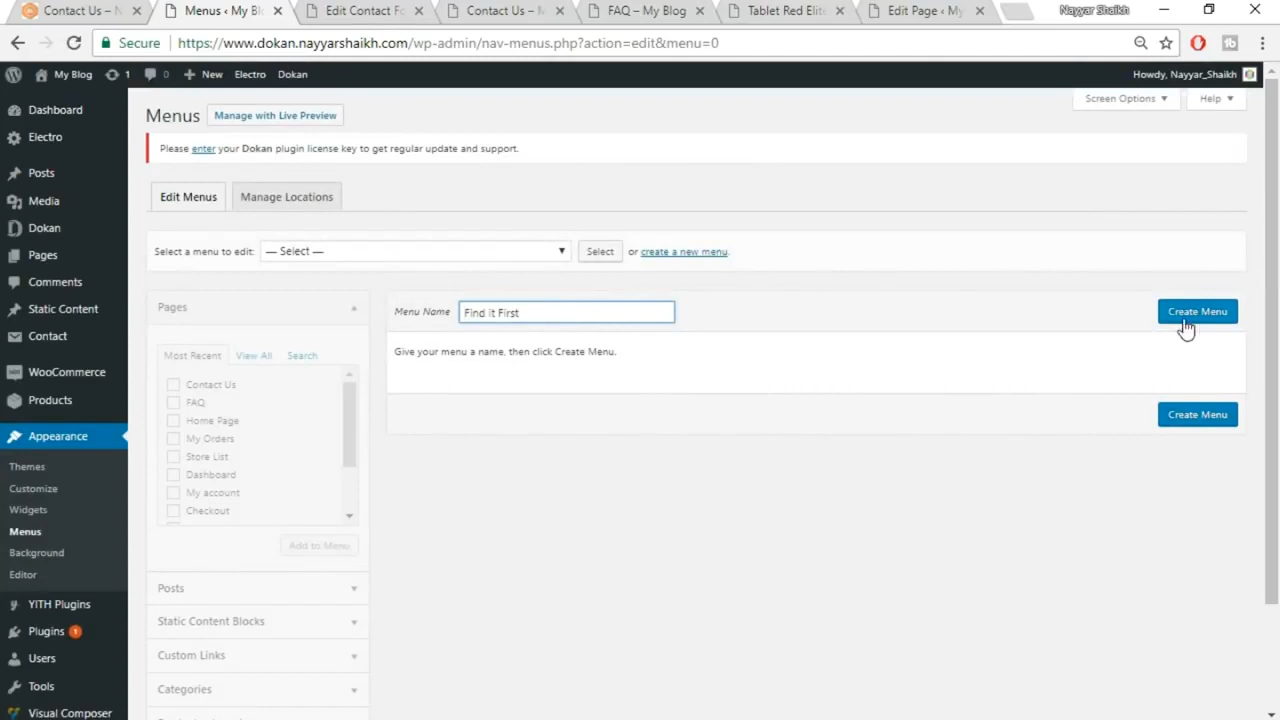 Contact Us – N
Menus ‹ My Bl
Edit Contact Fo
Contact Us – M
FAQ – My Blog
Tablet Red Elite
Edit Page ‹ My
Nayyar Shaikh
Secure
https://www.dokan.nayyarshaikh.com/wp-admin/nav-menus.php?action=edit&menu=0
My Blog 1 0 New Electro Dokan
Howdy, Nayyar_Shaikh
Dashboard
Electro
Posts
Media
Dokan
Pages
Comments
Static Content
Contact
WooCommerce
Products
Appearance
Themes
Customize
Widgets
Menus
Background
Editor
YITH Plugins
Plugins 1
Users
Tools
Visual Composer
Screen Options Help
Menus Manage with Live Preview
Please enter your Dokan plugin license key to get regular update and support.
Edit Menus Manage Locations
Select a menu to edit: — Select — Select or create a new menu.
Pages
Most Recent View All Search
Contact Us
FAQ
Home Page
My Orders
Store List
Dashboard
My account
Checkout
Add to Menu
Posts
Static Content Blocks
Custom Links
Categories
Menu Name Find it First Create Menu
Give your menu a name, then click Create Menu.
Create Menu